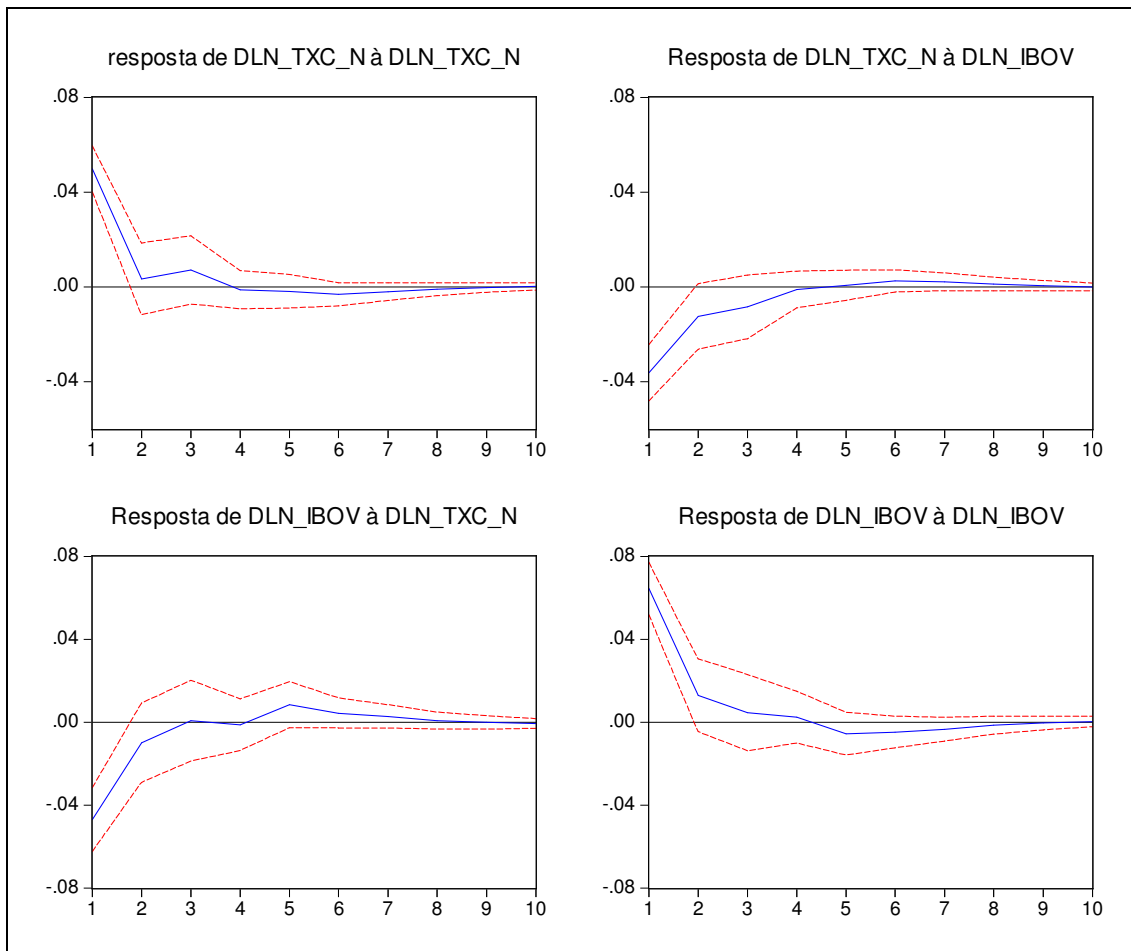 resposta de DLN_TXC_N à DLN_TXC_N
.08
.04
.00
-.04
1 2 3 4 5 6 7 8 9 10
Resposta de DLN_TXC_N à DLN_IBOV
.08
.04
.00
-.04
1 2 3 4 5 6 7 8 9 10
Resposta de DLN_IBOV à DLN_TXC_N
.08
.04
.00
-.04
-.08
1 2 3 4 5 6 7 8 9 10
Resposta de DLN_IBOV à DLN_IBOV
.08
.04
.00
-.04
-.08
1 2 3 4 5 6 7 8 9 10